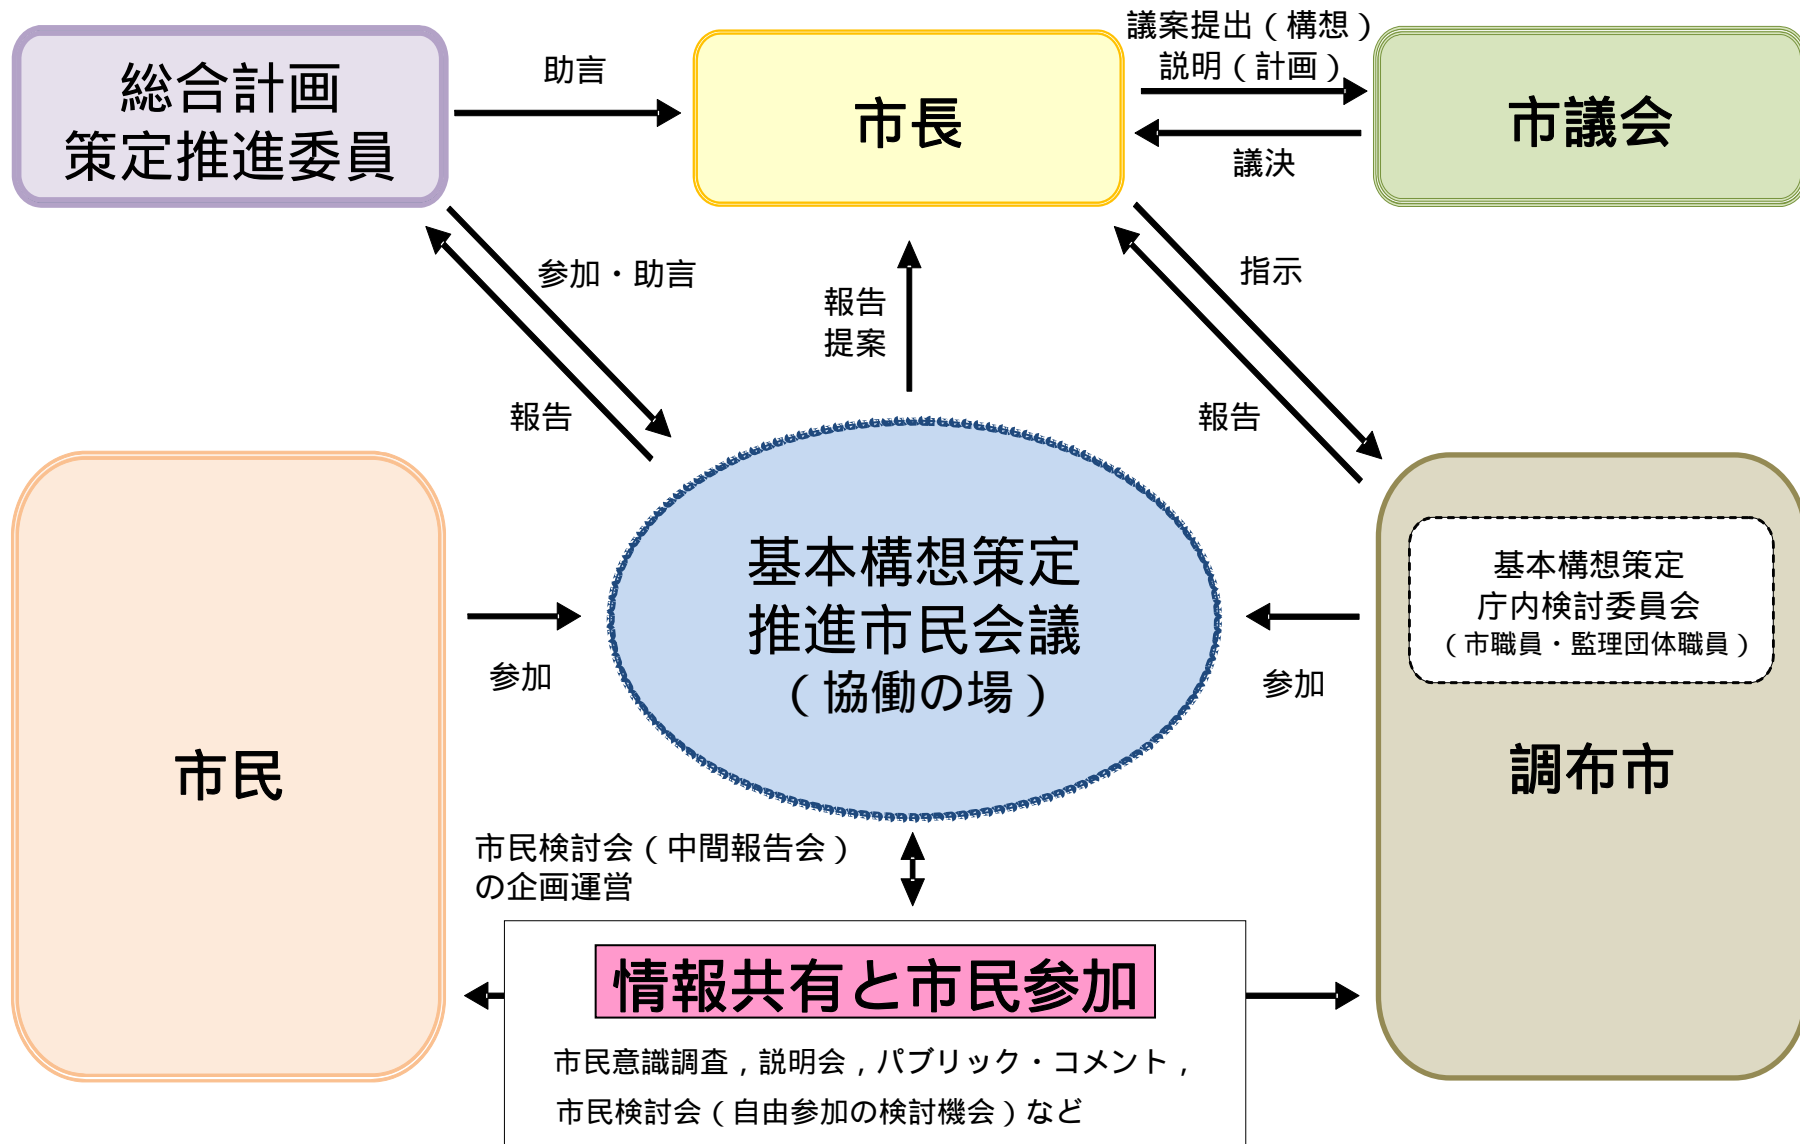 総合計画
策定推進委員
助言
市長
議案提出（構想）
説明（計画）
議決
市議会
参加・助言
報告
報告
提案
指示
報告
市民
参加
基本構想策定
推進市民会議
（協働の場）
参加
基本構想策定
庁内検討委員会
（市職員・監理団体職員）
調布市
市民検討会（中間報告会）
の企画運営
情報共有と市民参加
市民意識調査，説明会，パブリック・コメント，
市民検討会（自由参加の検討機会）など